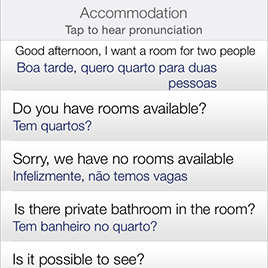 Accommodation
Tap to hear pronunciation
Good afternoon, I want a room for two people
Boa tarde, quero quarto para duas
pessoas
Do you have rooms available?
Tem quartos?
Sorry, we have no rooms available
Infelizmente, não temos vagas
Is there private bathroom in the room?
Tem banheiro no quarto?
Is it possible to see?